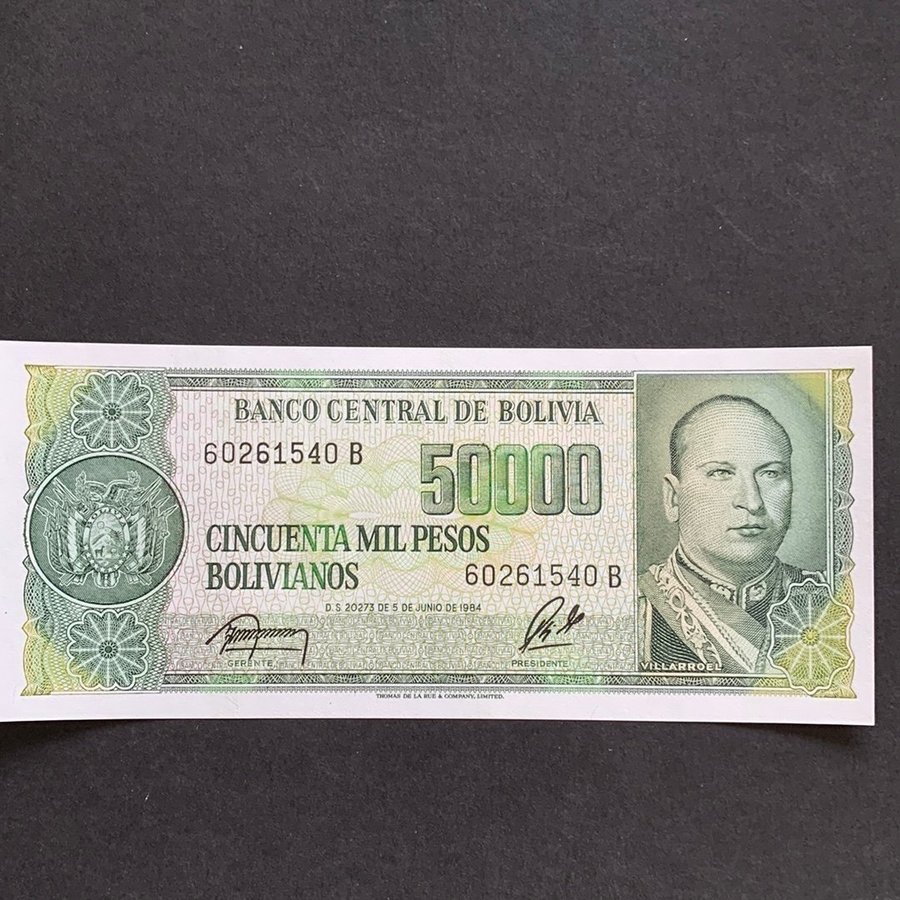 BANCO CENTRAL DE BOLIVIA
60261540 B
50000
CINCUENTA MIL PESOS
BOLIVIANOS
60261540 B
D.S. 20273 DE 5 DE JUNIO DE 1984
GERENTE
PRESIDENTE
VILLARROEL
THOMAS DE LA RUE & COMPANY, LIMITED.